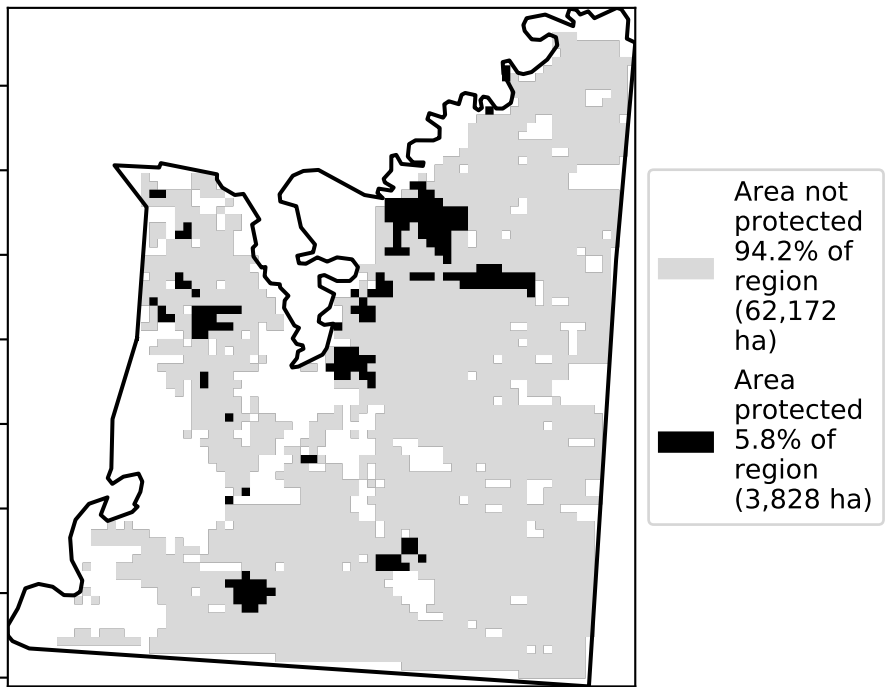 Area not
protected
94.2% of
region
(62,172
ha)
Area
protected
5.8% of
region
(3,828 ha)